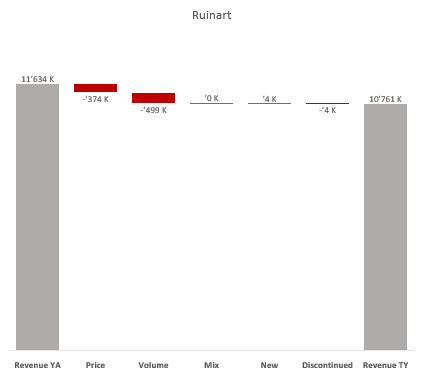 Ruinart
11'634 K
-'374 K
-'499 K
'0 K
'4 K
-'4 K
10'761 K
Revenue YA
Price
Volume
Mix
New
Discontinued
Revenue TY